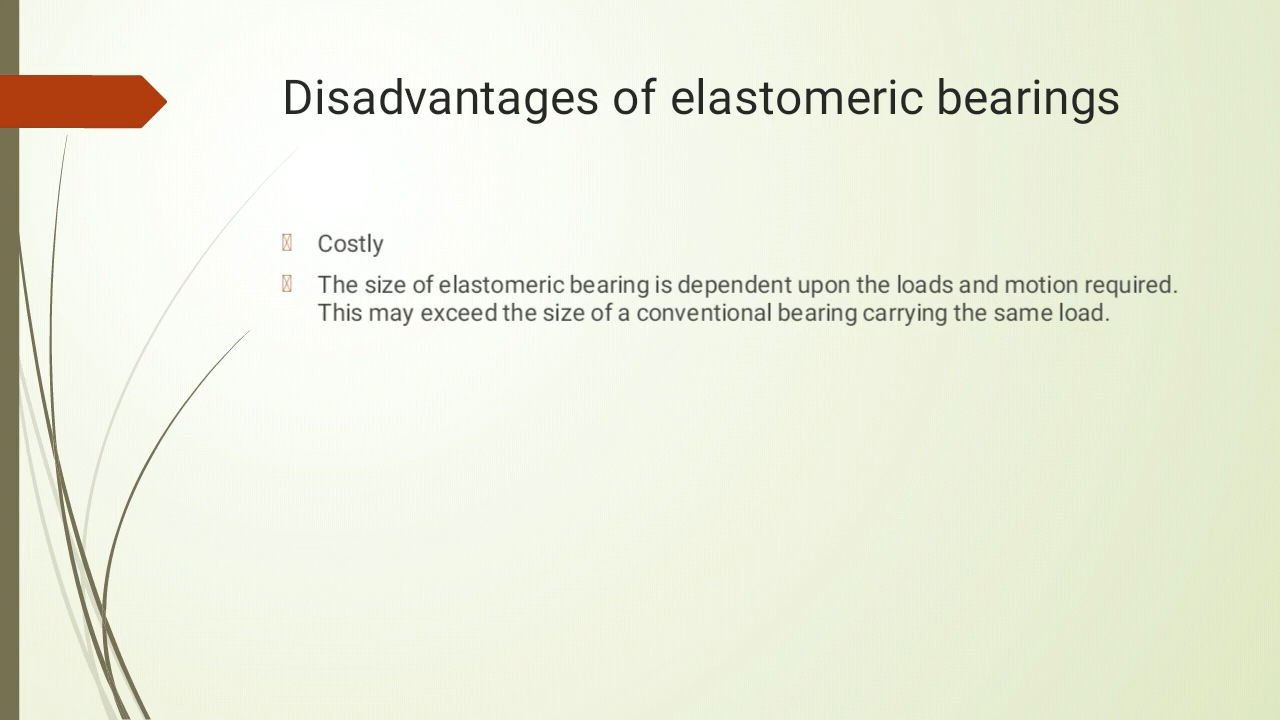 Disadvantages of elastomeric bearings
Costly
The size of elastomeric bearing is dependent upon the loads and motion required.
This may exceed the size of a conventional bearing carrying the same load.